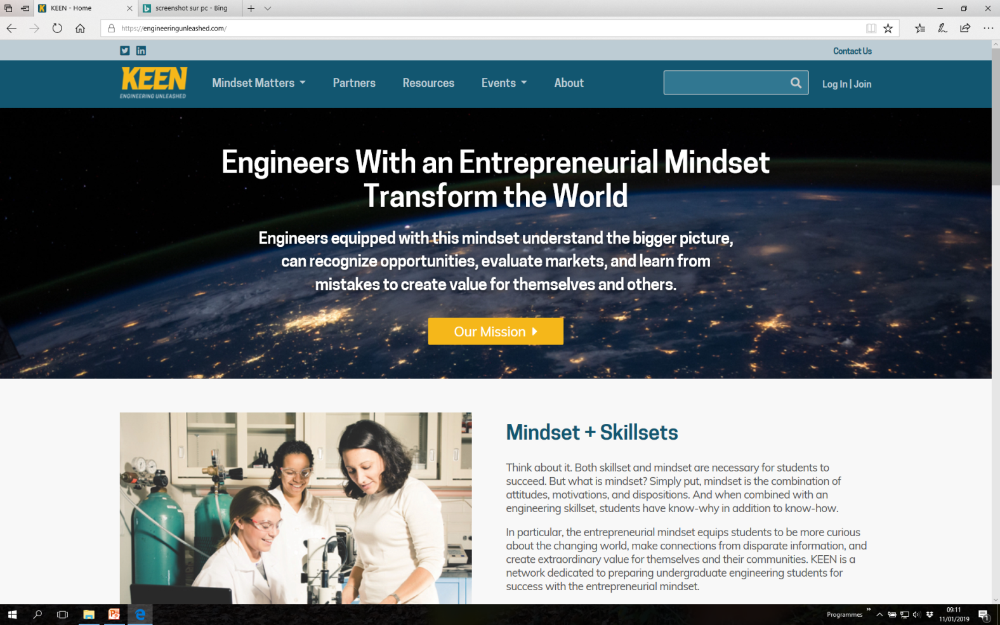 KEEN - Home
screenshot sur pc - Bing
https://engineeringunleashed.com/
Contact Us
KEEN
ENGINEERING UNLEASHED
Mindset Matters
Partners
Resources
Events
About
Log In | Join
Engineers With an Entrepreneurial Mindset
Transform the World
Engineers equipped with this mindset understand the bigger picture,
can recognize opportunities, evaluate markets, and learn from
mistakes to create value for themselves and others.
Our Mission
Mindset + Skillsets
Think about it. Both skillset and mindset are necessary for students to
succeed. But what is mindset? Simply put, mindset is the combination of
attitudes, motivations, and dispositions. And when combined with an
engineering skillset, students have know-why in addition to know-how.
In particular, the entrepreneurial mindset equips students to be more curious
about the changing world, make connections from disparate information, and
create extraordinary value for themselves and their communities. KEEN is a
network dedicated to preparing undergraduate engineering students for
success with the entrepreneurial mindset.
Programmes
09:11
11/01/2019
1